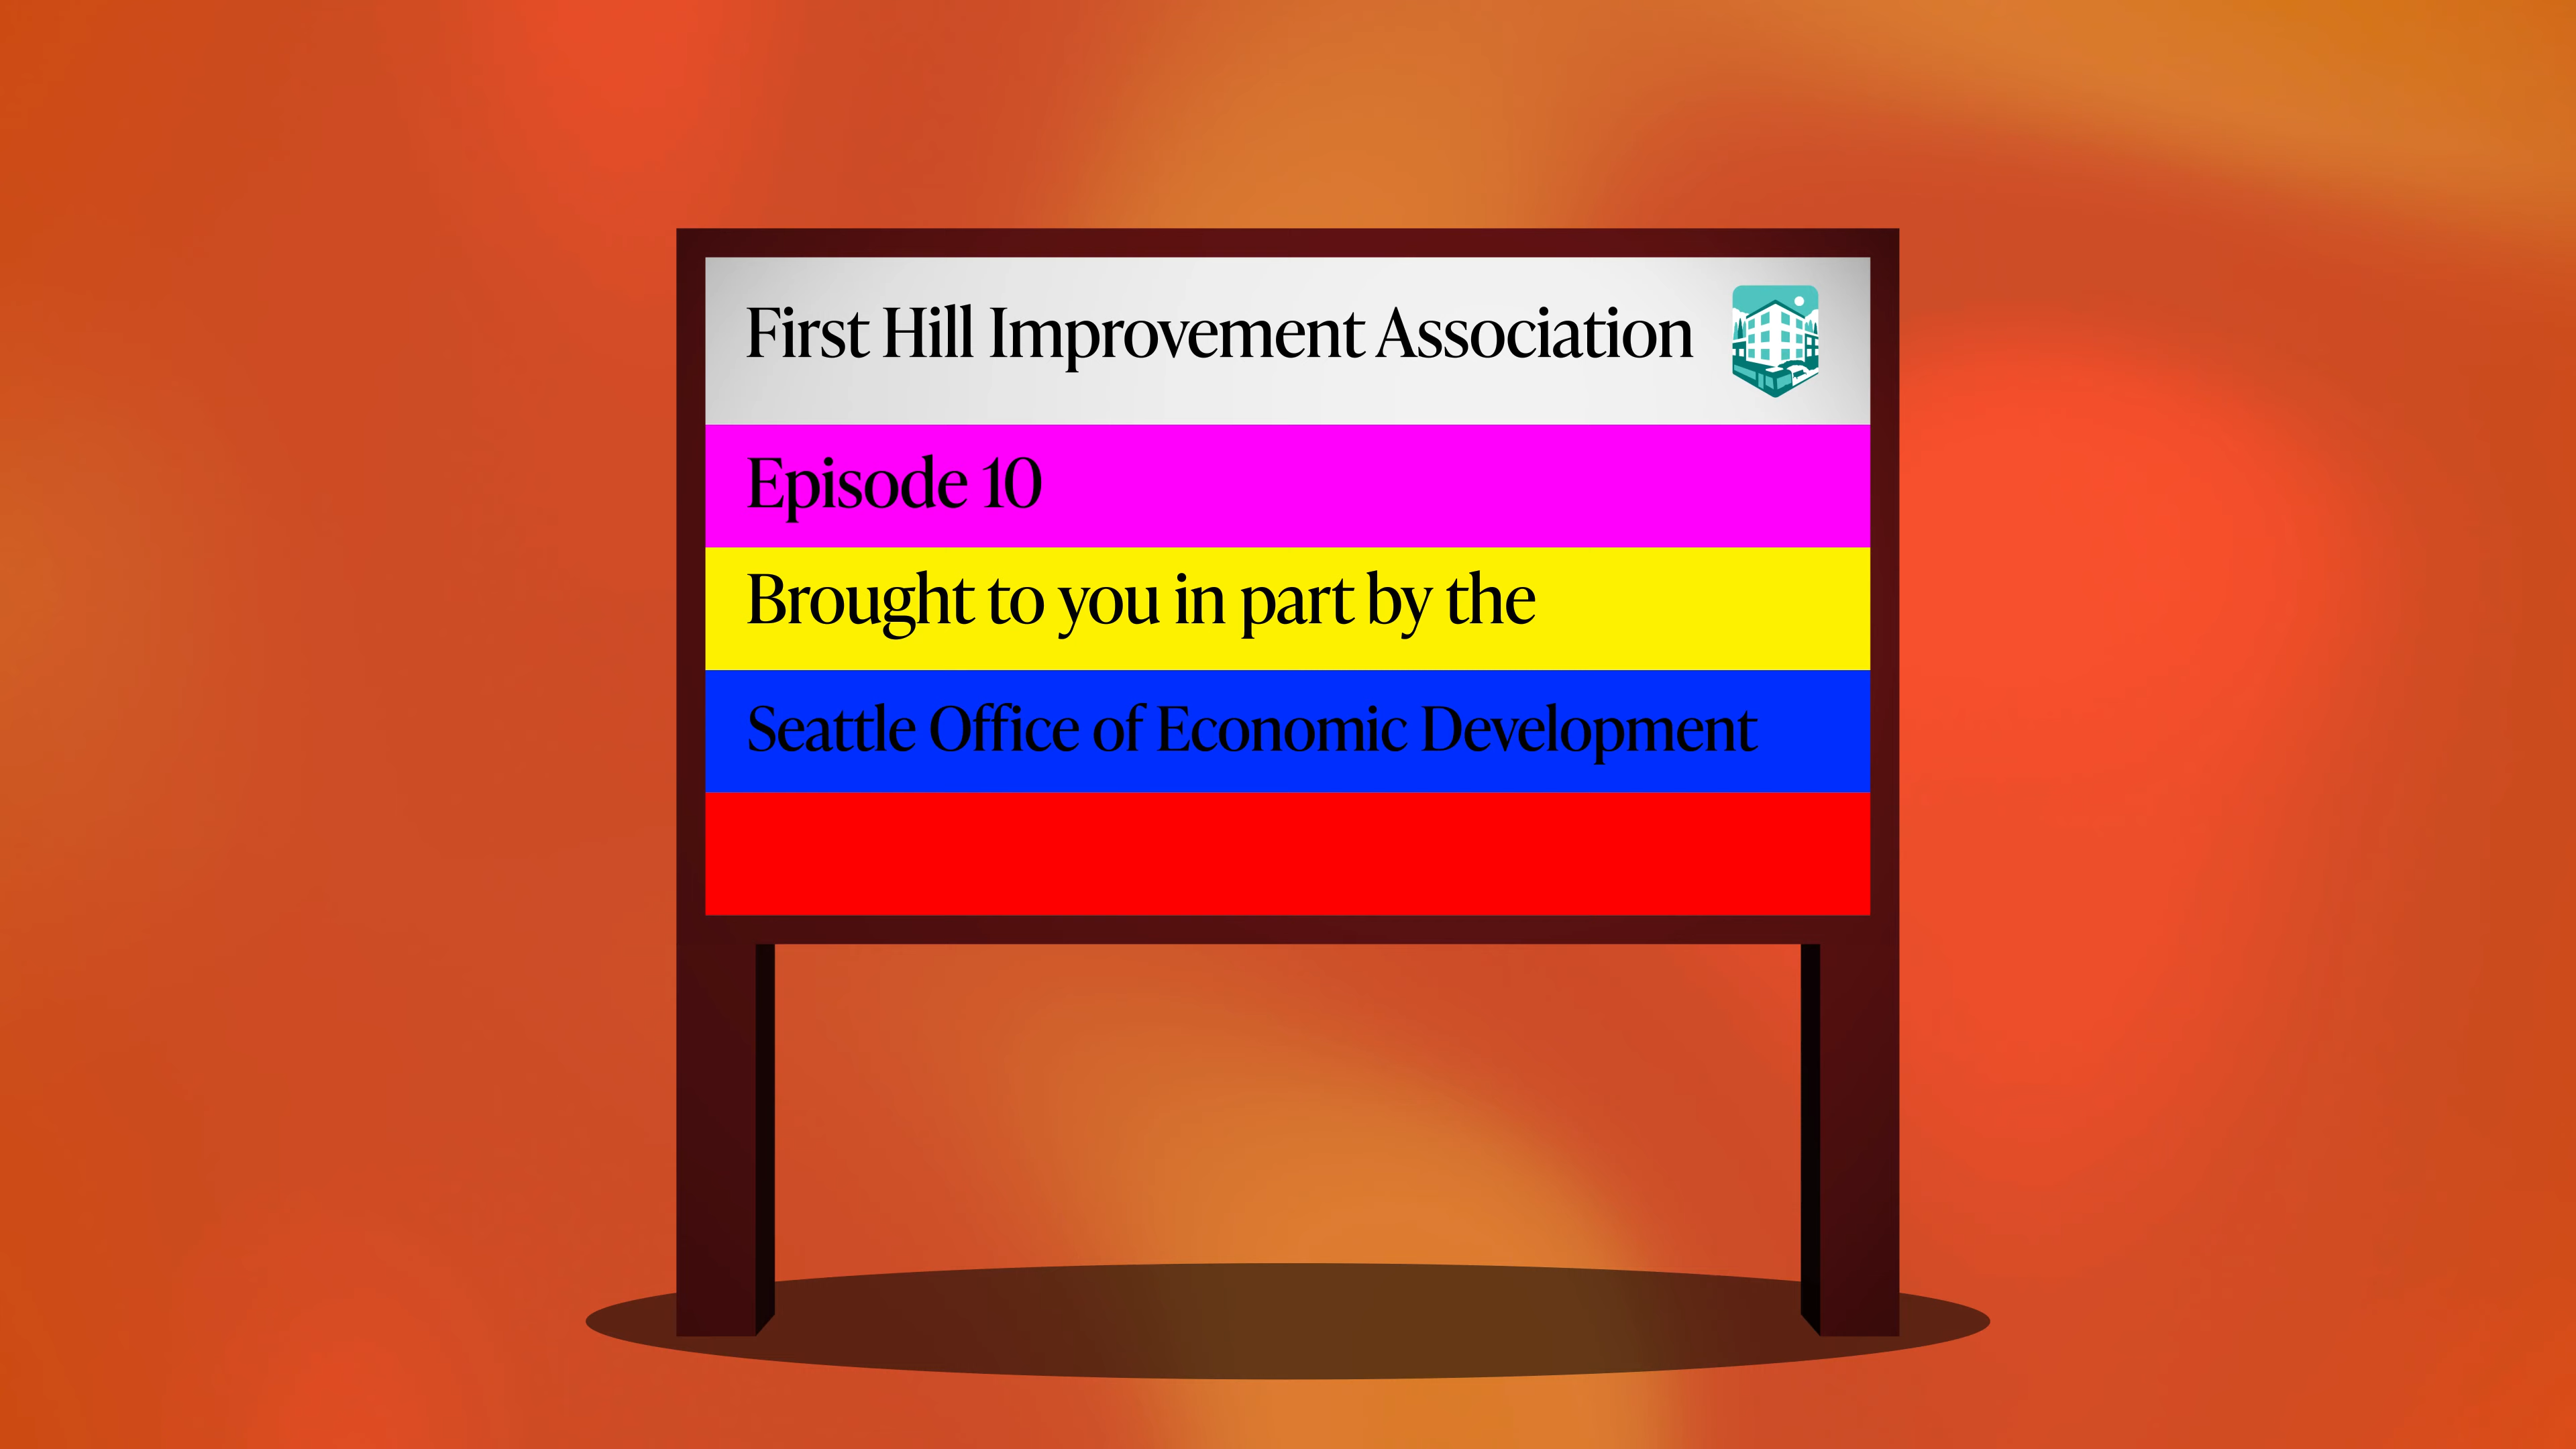 First Hill Improvement Association
Episode 10
Brought to you in part by the
Seattle Office of Economic Development